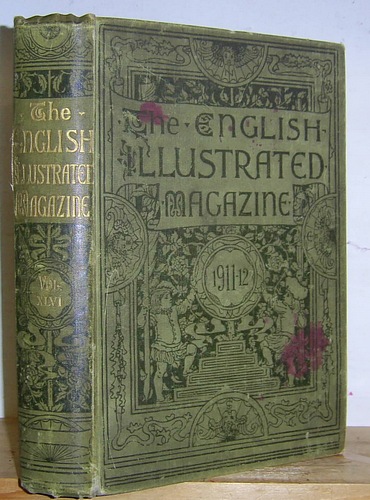 The
ENGLISH
ILLUSTRATED
MAGAZINE
VOL.
XLVI
The ENGLISH
ILLUSTRATED
MAGAZINE
1911-12